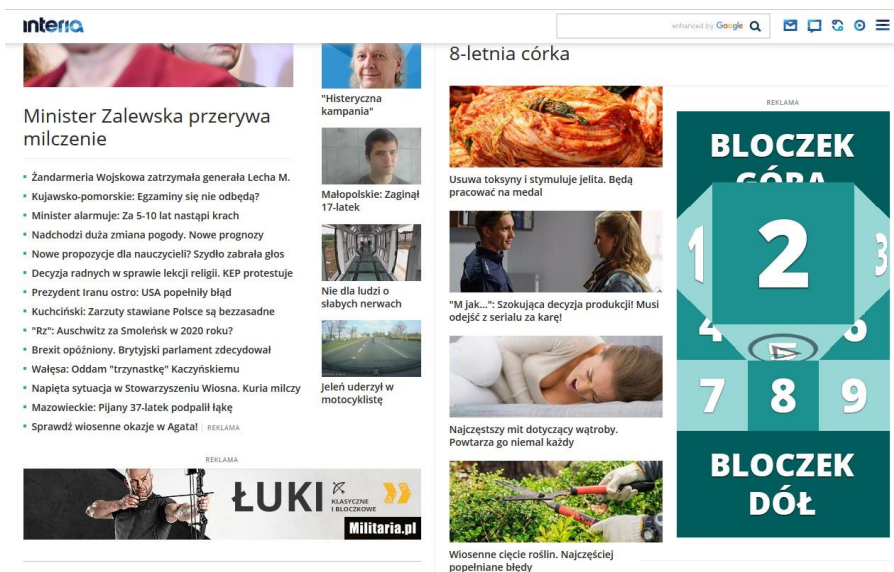 interia
enhanced by Google
Minister Zalewska przerywa
milczenie
Żandarmeria Wojskowa zatrzymała generała Lecha M.
Kujawsko-pomorskie: Egzaminy się nie odbędą?
Minister alarmuje: Za 5-10 lat nastąpi krach
Nadchodzi duża zmiana pogody. Nowe prognozy
Nowe propozycje dla nauczycieli? Szydło zabrała głos
Decyzja radnych w sprawie lekcji religii. KEP protestuje
Prezydent Iranu ostro: USA popełniły błąd
Kuchciński: Zarzuty stawiane Polsce są bezzasadne
"Rz": Auschwitz za Smoleńsk w 2020 roku?
Brexit opóźniony. Brytyjski parlament zdecydował
Wałęsa: Oddam "trzynastkę" Kaczyńskiemu
Napięta sytuacja w Stowarzyszeniu Wiosna. Kuria milczy
Mazowieckie: Pijany 37-latek podpalił łąkę
Sprawdź wiosenne okazje w Agata! | REKLAMA
REKLAMA
ŁUKI
KLASYCZNE
I BLOCZKOWE
Militaria.pl
"Histeryczna
kampania"
Małopolskie: Zaginął
17-latek
Nie dla ludzi o
słabych nerwach
Jeleń uderzył w
motocyklistę
8-letnia córka
Usuwa toksyny i stymuluje jelita. Będą
pracować na medal
"M jak...": Szokująca decyzja produkcji! Musi
odejść z serialu za karę!
Najczęstszy mit dotyczący wątroby.
Powtarza go niemal każdy
Wiosenne cięcie roślin. Najczęściej
popełniane błędy
REKLAMA
BLOCZEK
GÓRA
1 2 3
4 6
7 8 9
BLOCZEK
DÓŁ